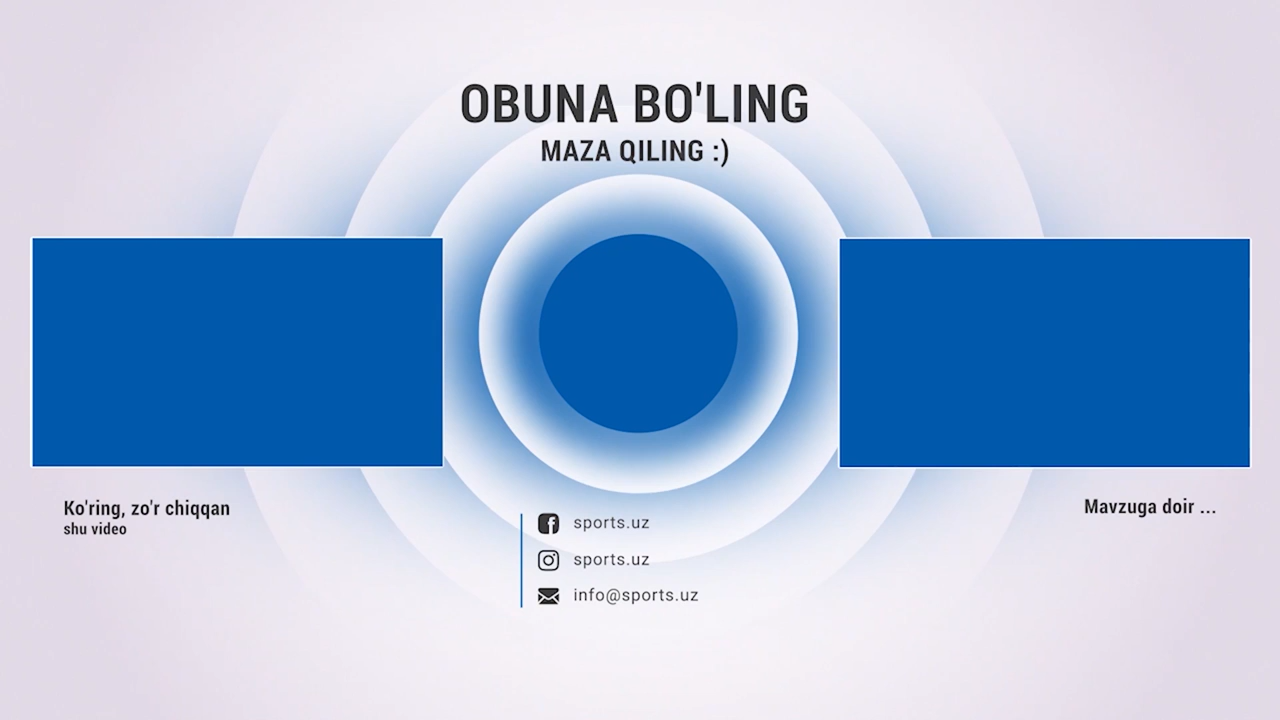 OBUNA BO'LING
MAZA QILING :)
Ko'ring, zo'r chiqqan
shu video
Mavzuga doir ...
sports.uz
sports.uz
info@sports.uz